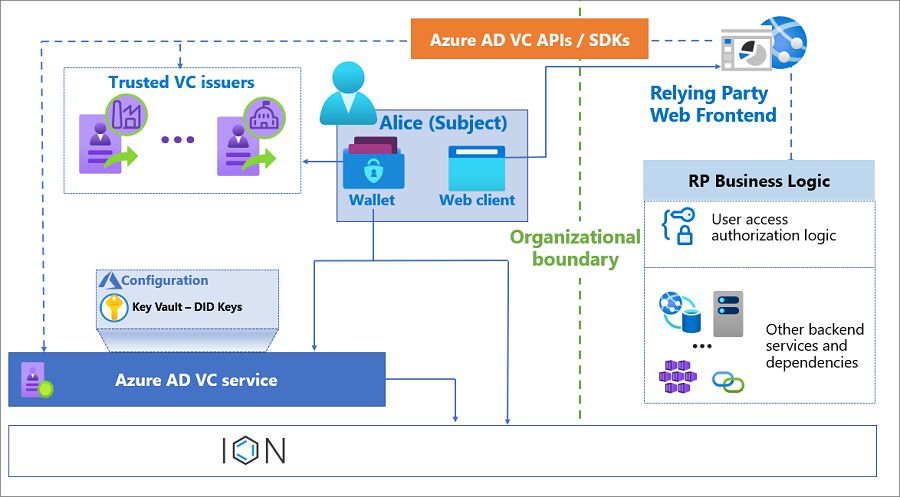 Azure AD VC APIs / SDKs
Trusted VC issuers
Alice (Subject)
Wallet
Web client
Relying Party
Web Frontend
RP Business Logic
User access
authorization logic
Organizational
boundary
Other backend
services and
dependencies
Configuration
Key Vault – DID Keys
Azure AD VC service
ION